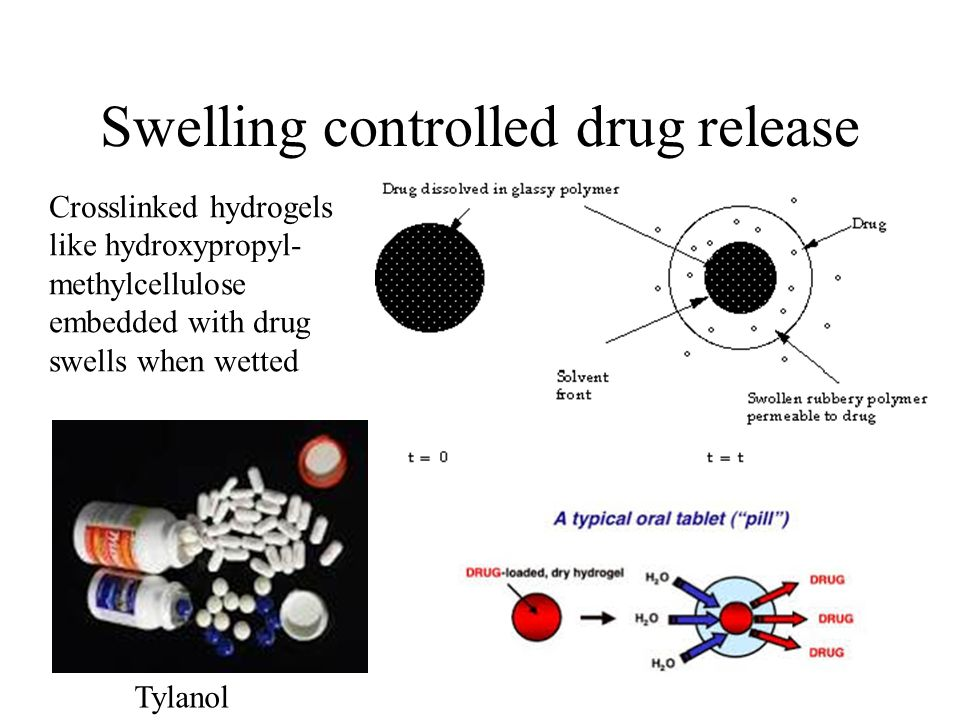 Swelling controlled drug release
Crosslinked hydrogels
like hydroxypropyl-
methylcellulose
embedded with drug
swells when wetted
Drug dissolved in glassy polymer
Drug
Solvent
front
Swollen rubbery polymer
permeable to drug
t = 0
t = t
A typical oral tablet (“pill”)
DRUG-loaded, dry hydrogel
H₂O
H₂O
H₂O
DRUG
DRUG
DRUG
Tylanol